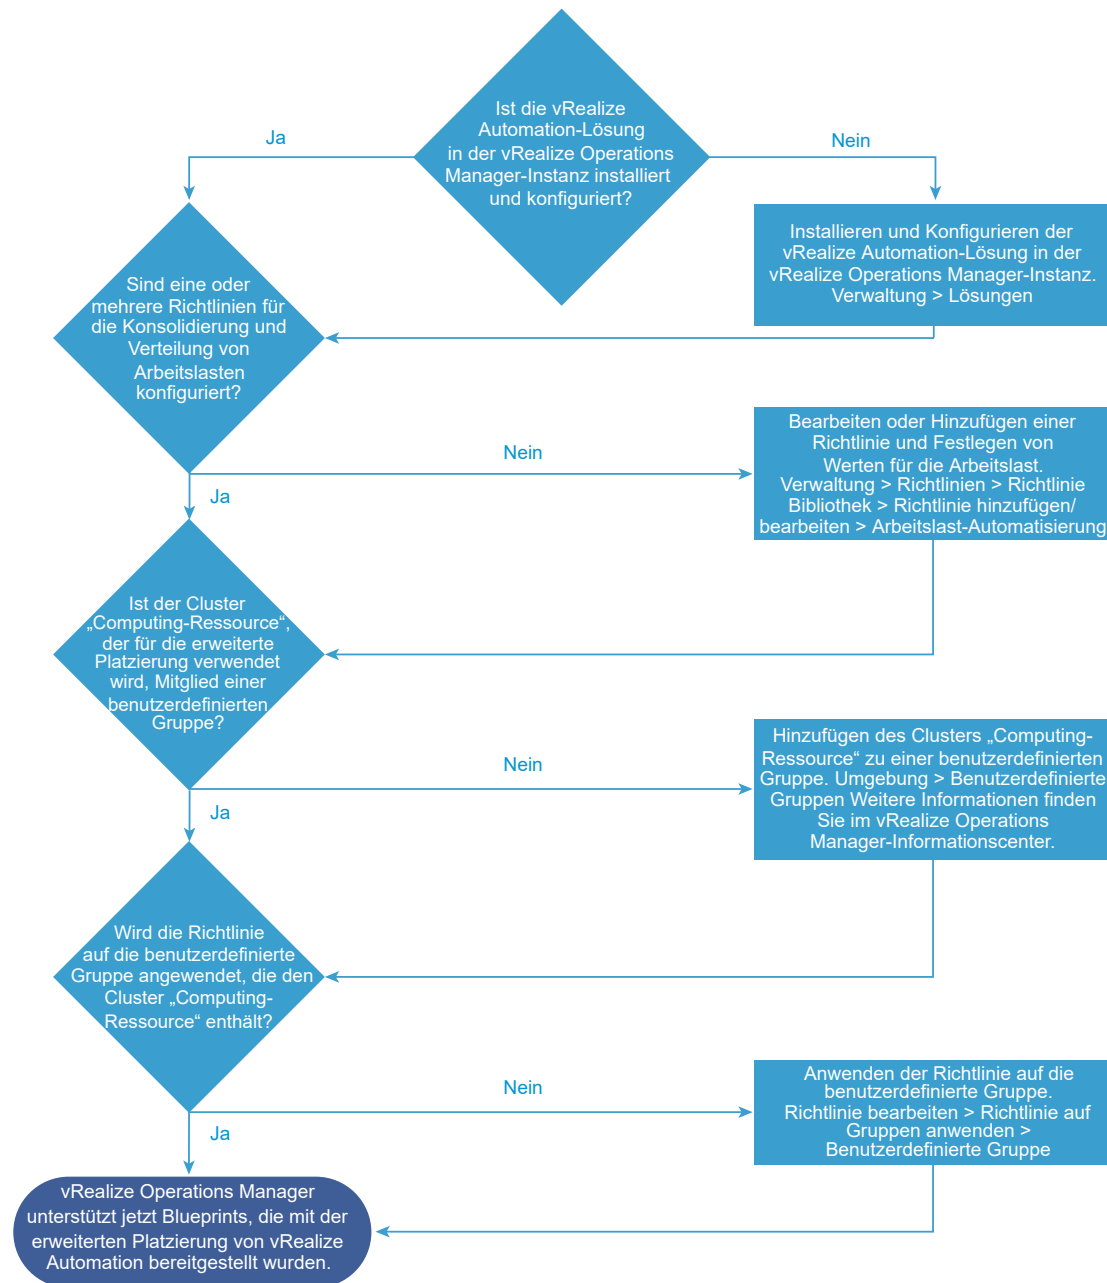 Ist die vRealize
Automation-Lösung
in der vRealize Operations
Manager-Instanz installiert
und konfiguriert?
Ja
Nein
Installieren und Konfigurieren der
vRealize Automation-Lösung in der
vRealize Operations Manager-Instanz.
Verwaltung > Lösungen
Sind eine oder
mehrere Richtlinien für
die Konsolidierung und
Verteilung von
Arbeitslasten
konfiguriert?
Nein
Ja
Bearbeiten oder Hinzufügen einer
Richtlinie und Festlegen von
Werten für die Arbeitslast.
Verwaltung > Richtlinien > Richtlinie
Bibliothek > Richtlinie hinzufügen/
bearbeiten > Arbeitslast-Automatisierung
Ist der Cluster
„Computing-Ressource“,
der für die erweiterte
Platzierung verwendet
wird, Mitglied einer
benutzerdefinierten
Gruppe?
Nein
Ja
Hinzufügen des Clusters „Computing-
Ressource“ zu einer benutzerdefinierten
Gruppe. Umgebung > Benutzerdefinierte
Gruppen Weitere Informationen finden
Sie im vRealize Operations
Manager-Informationscenter.
Wird die Richtlinie
auf die benutzerdefinierte
Gruppe angewendet, die den
Cluster „Computing-
Ressource“ enthält?
Nein
Ja
Anwenden der Richtlinie auf die
benutzerdefinierte Gruppe.
Richtlinie bearbeiten > Richtlinie auf
Gruppen anwenden >
Benutzerdefinierte Gruppe
vRealize Operations Manager
unterstützt jetzt Blueprints, die mit der
erweiterten Platzierung von vRealize
Automation bereitgestellt wurden.